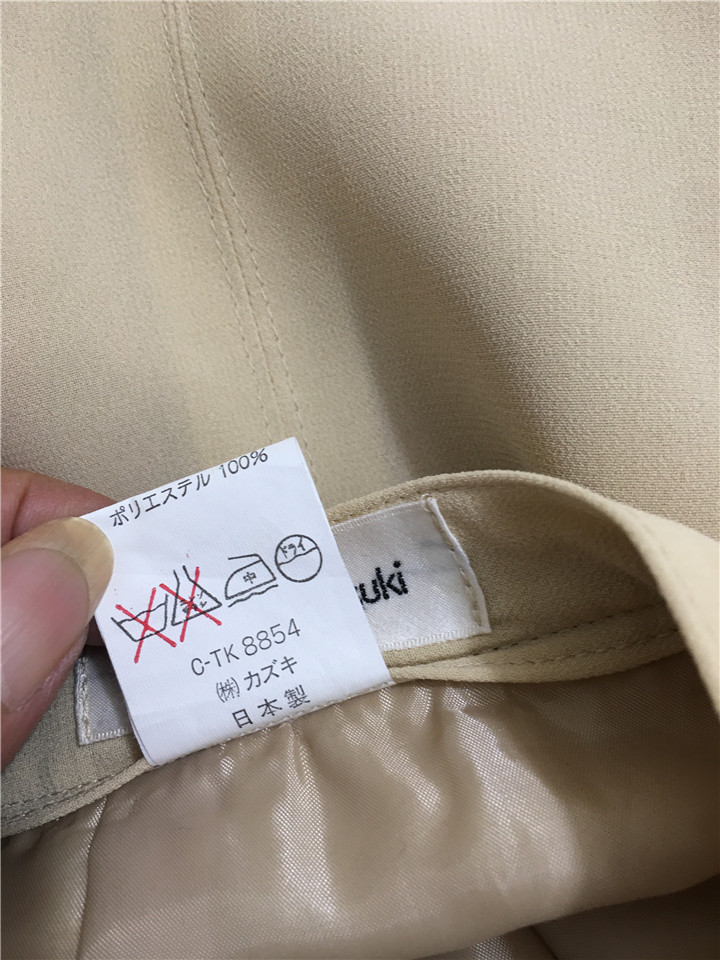 ポリエステル 100%
中 ドライ
C-TK 8854
㈱カズキ
日本製
uki